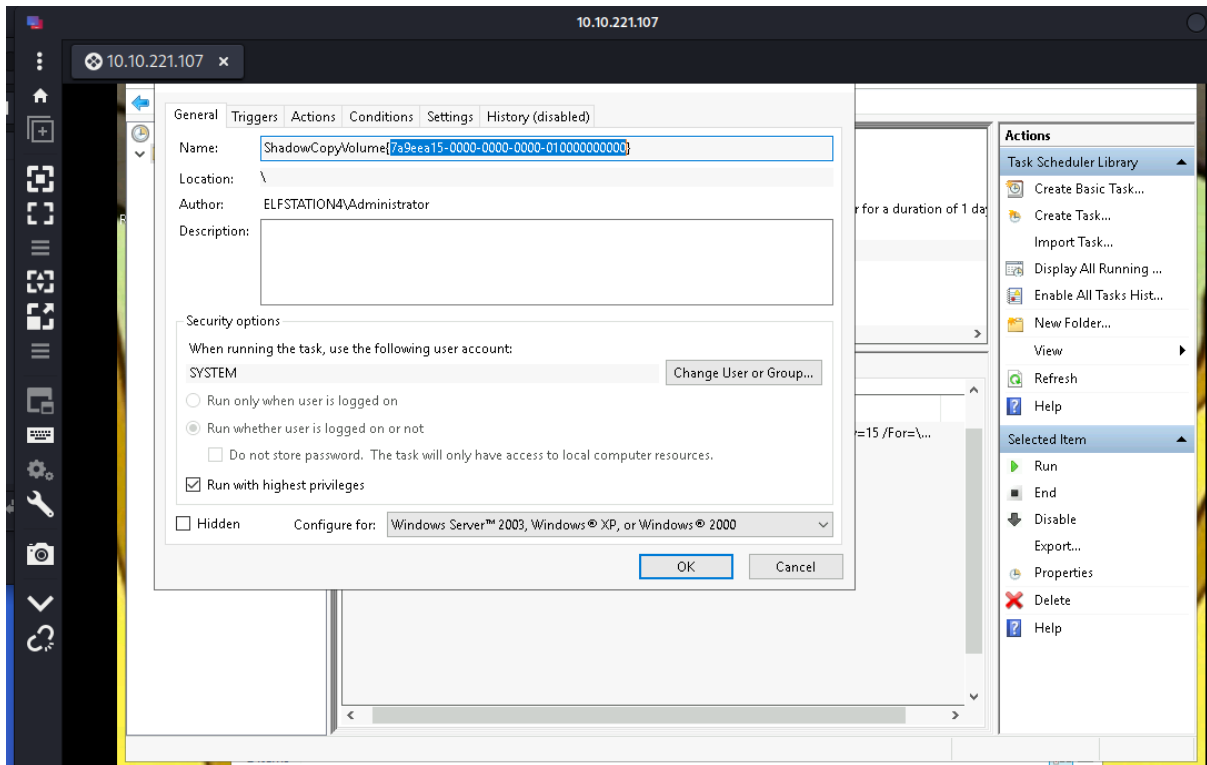 10.10.221.107
10.10.221.107 ×
General Triggers Actions Conditions Settings History (disabled)
Name: ShadowCopyVolume{7a9eea15-0000-0000-0000-010000000000}
Location: \
Author: ELFSTATION4\Administrator
Description:
Security options
When running the task, use the following user account:
SYSTEM Change User or Group...
Run only when user is logged on
Run whether user is logged on or not
Do not store password. The task will only have access to local computer resources.
Run with highest privileges
Hidden Configure for: Windows Server™ 2003, Windows® XP, or Windows® 2000
OK Cancel
r for a duration of 1 day
=15 /For=\...
Actions
Task Scheduler Library
Create Basic Task...
Create Task...
Import Task...
Display All Running ...
Enable All Tasks Hist...
New Folder...
View
Refresh
Help
Selected Item
Run
End
Disable
Export...
Properties
Delete
Help